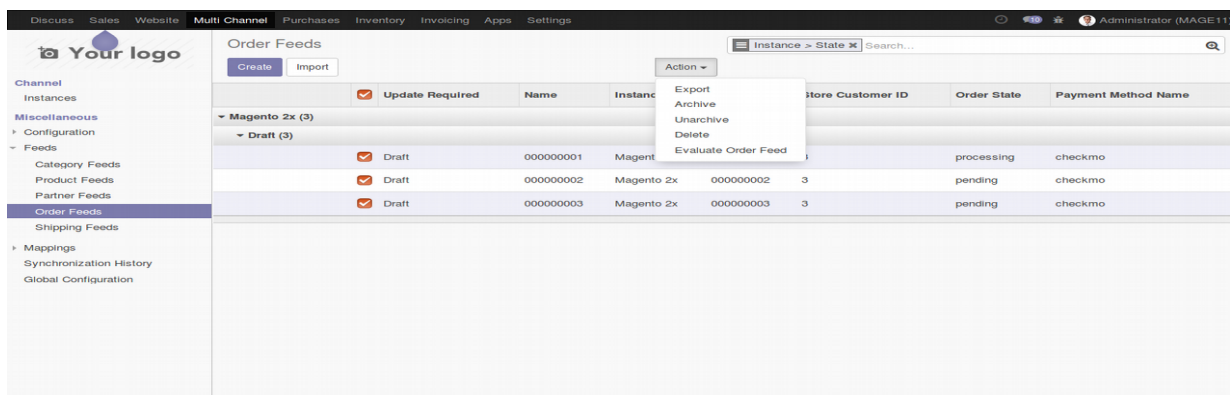 Discuss Sales Website Multi Channel Purchases Inventory Invoicing Apps Settings 10 Administrator (MAGE11)
Your logo
Order Feeds
Instance > State Search...
Create Import Action
Channel
Instances
Miscellaneous
Configuration
Feeds
Category Feeds
Product Feeds
Partner Feeds
Order Feeds
Shipping Feeds
Mappings
Synchronization History
Global Configuration
Export
Archive
Unarchive
Delete
Evaluate Order Feed
Update Required Name Instanc Store Customer ID Order State Payment Method Name
Magento 2x (3)
Draft (3)
Draft 000000001 Magent processing checkmo
Draft 000000002 Magento 2x 000000002 3 pending checkmo
Draft 000000003 Magento 2x 000000003 3 pending checkmo